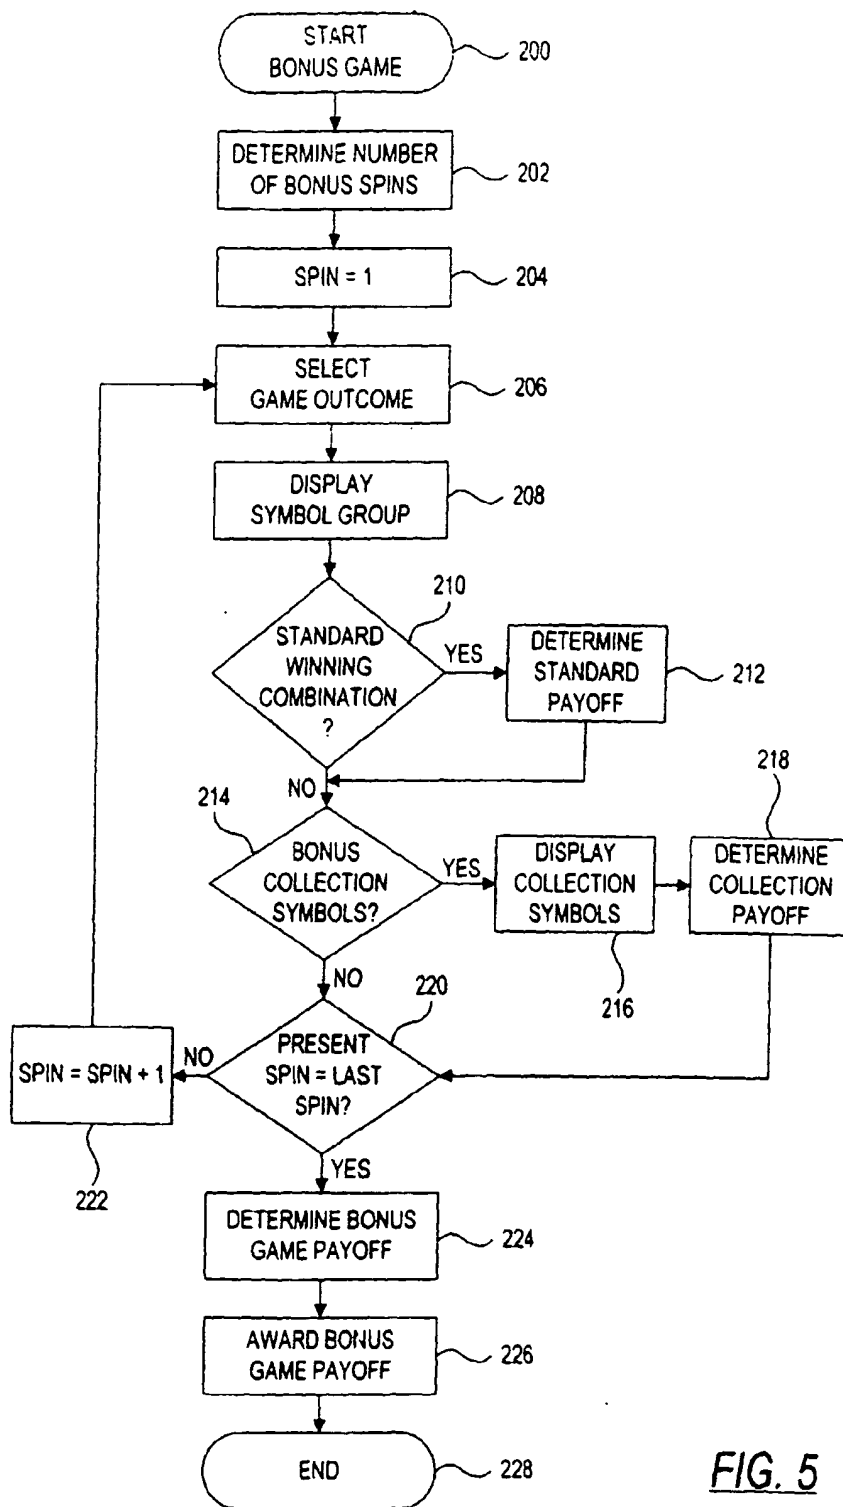 START
BONUS GAME
200
DETERMINE NUMBER
OF BONUS SPINS
202
SPIN = 1
204
SELECT
GAME OUTCOME
206
DISPLAY
SYMBOL GROUP
208
210
STANDARD
WINNING
COMBINATION
?
YES
DETERMINE
STANDARD
PAYOFF
212
NO
214
BONUS
COLLECTION
SYMBOLS?
YES
DISPLAY
COLLECTION
SYMBOLS
216
218
DETERMINE
COLLECTION
PAYOFF
NO
220
PRESENT
SPIN = LAST
SPIN?
NO
SPIN = SPIN + 1
222
YES
DETERMINE BONUS
GAME PAYOFF
224
AWARD BONUS
GAME PAYOFF
226
END
228
FIG. 5